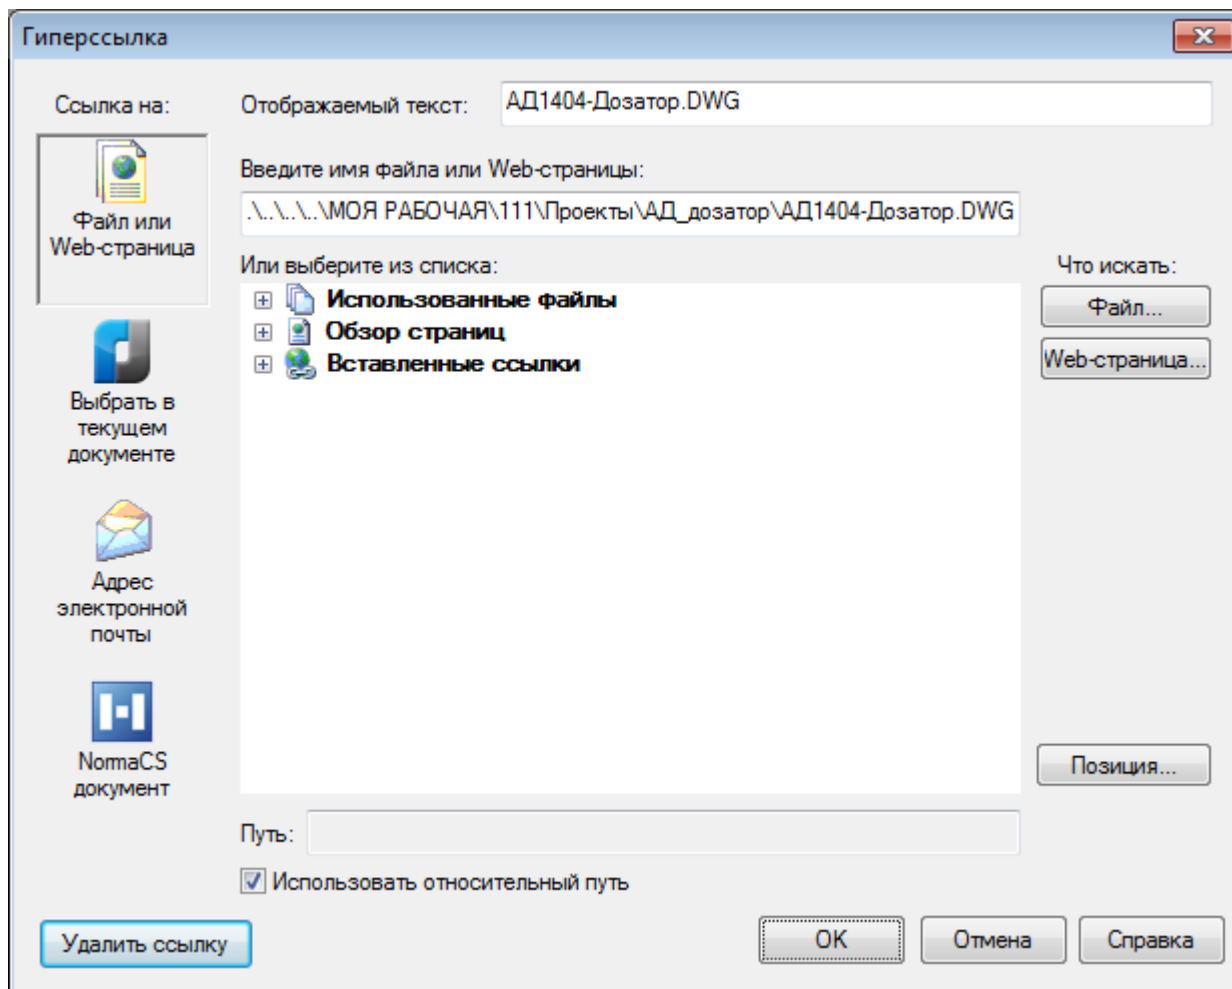 Гиперссылка
Ссылка на:
Отображаемый текст:
АД1404-Дозатор.DWG
Файл или
Web-страница
Введите имя файла или Web-страницы:
.\..\..\..\МОЯ РАБОЧАЯ\111\Проекты\АД_дозатор\АД1404-Дозатор.DWG
Или выберите из списка:
Что искать:
Использованные файлы
Обзор страниц
Вставленные ссылки
Файл...
Web-страница...
Выбрать в
текущем
документе
Адрес
электронной
почты
NormaCS
документ
Позиция...
Путь:
Использовать относительный путь
Удалить ссылку
OK
Отмена
Справка